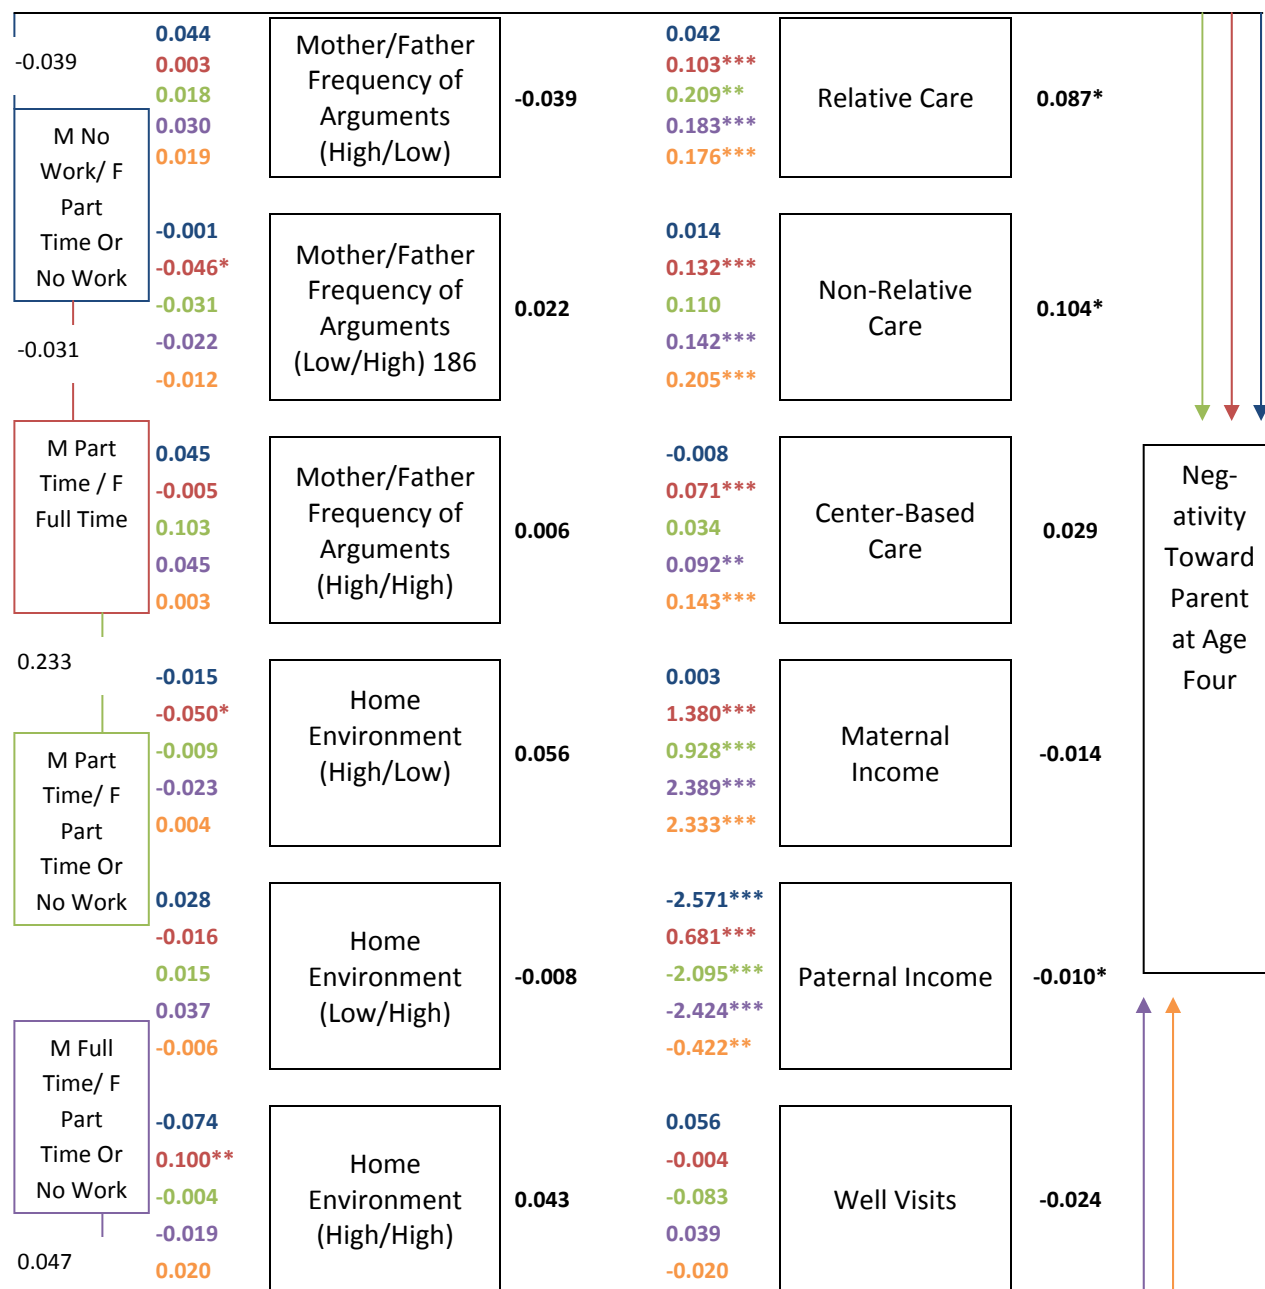 -0.039
M No
Work/ F
Part
Time Or
No Work
-0.031
M Part
Time / F
Full Time
0.233
M Part
Time/ F
Part
Time Or
No Work
M Full
Time/ F
Part
Time Or
No Work
0.047
0.044
0.003
0.018
0.030
0.019
Mother/Father
Frequency of
Arguments
(High/Low)
-0.039
-0.001
-0.046*
-0.031
-0.022
-0.012
Mother/Father
Frequency of
Arguments
(Low/High) 186
0.022
0.045
-0.005
0.103
0.045
0.003
Mother/Father
Frequency of
Arguments
(High/High)
0.006
-0.015
-0.050*
-0.009
-0.023
0.004
Home
Environment
(High/Low)
0.056
0.028
-0.016
0.015
0.037
-0.006
Home
Environment
(Low/High)
-0.008
-0.074
0.100**
-0.004
-0.019
0.020
Home
Environment
(High/High)
0.043
0.042
0.103***
0.209**
0.183***
0.176***
Relative Care
0.087*
0.014
0.132***
0.110
0.142***
0.205***
Non-Relative
Care
0.104*
-0.008
0.071***
0.034
0.092**
0.143***
Center-Based
Care
0.029
0.003
1.380***
0.928***
2.389***
2.333***
Maternal
Income
-0.014
-2.571***
0.681***
-2.095***
-2.424***
-0.422**
Paternal Income
-0.010*
0.056
-0.004
-0.083
0.039
-0.020
Well Visits
-0.024
Neg-
ativity
Toward
Parent
at Age
Four